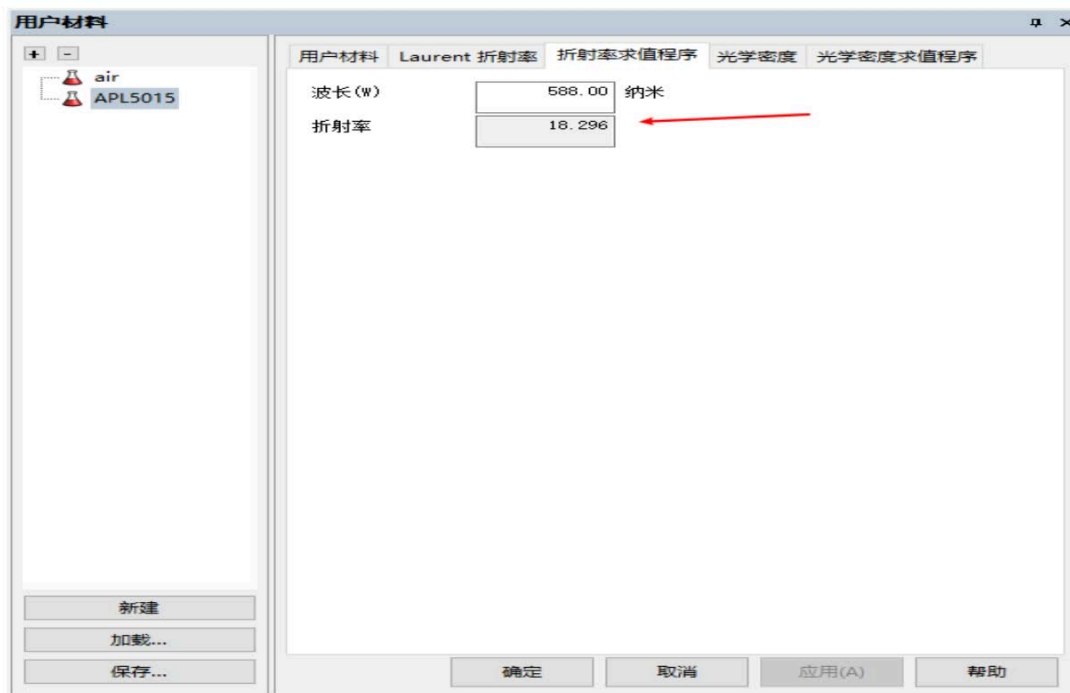 用户材料
air
APL5015
用户材料 Laurent 折射率 折射率求值程序 光学密度 光学密度求值程序
波长(W) 588.00 纳米
折射率 18.296
新建
加载...
保存...
确定 取消 应用(A) 帮助